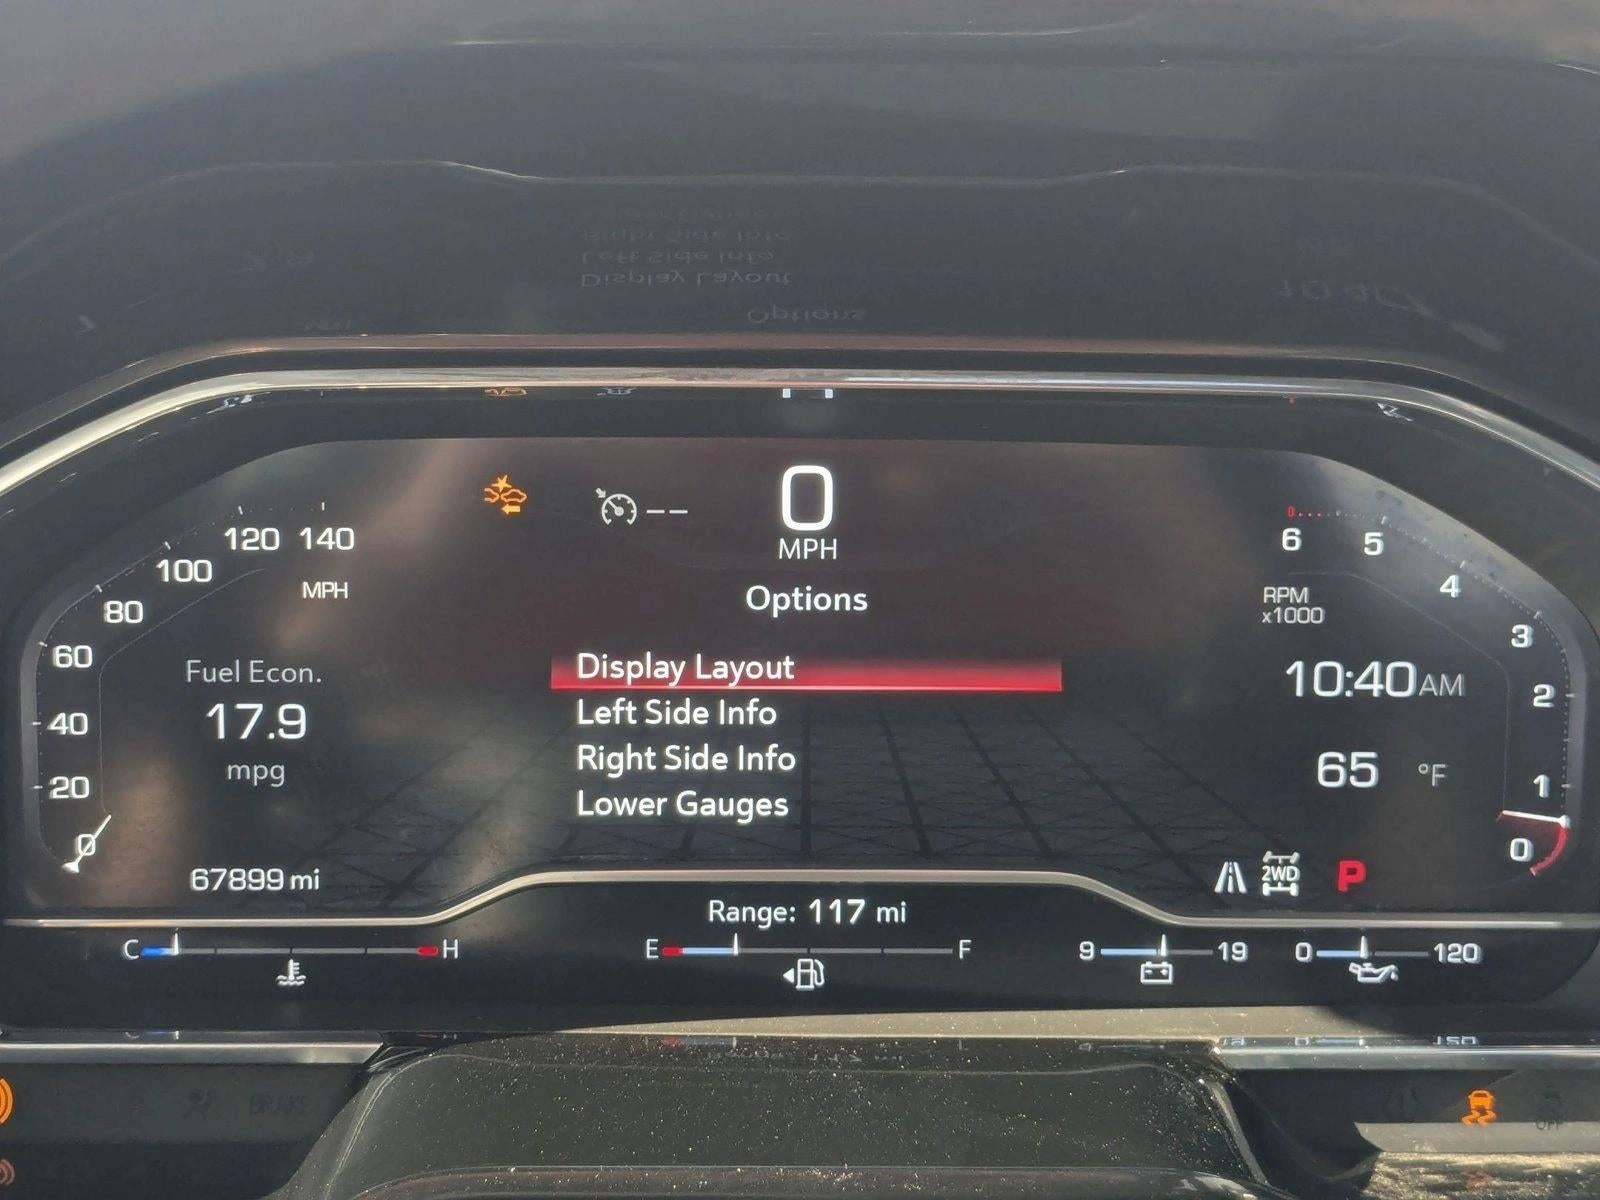 0
MPH
120 140
100
MPH
80
60
Fuel Econ.
17.9
mpg
40
20
0
67899 mi
Options
Display Layout
Left Side Info
Right Side Info
Lower Gauges
6 5
4
RPM
x1000
3
10:40AM
2
65 °F
1
0
2WD
P
Range: 117 mi
C H
E F
9 19
0 120
BRAKE
OFF